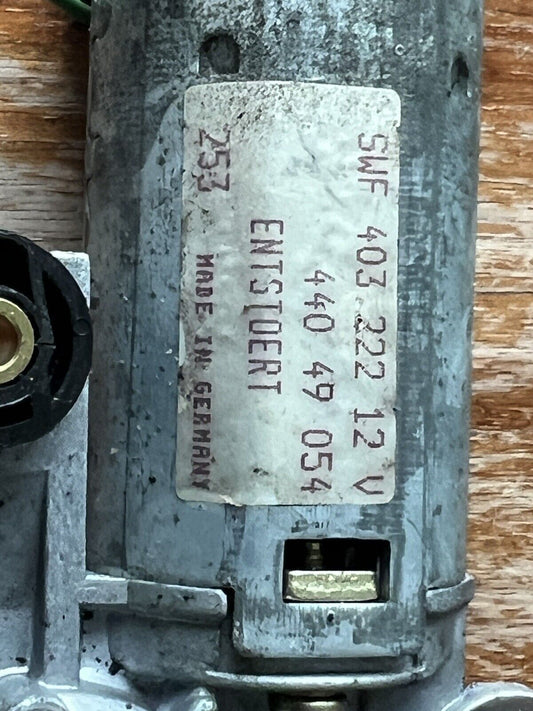 SWF 403 222 12 V
440 49 054
ENTSTOERT
253 MADE IN GERMANY